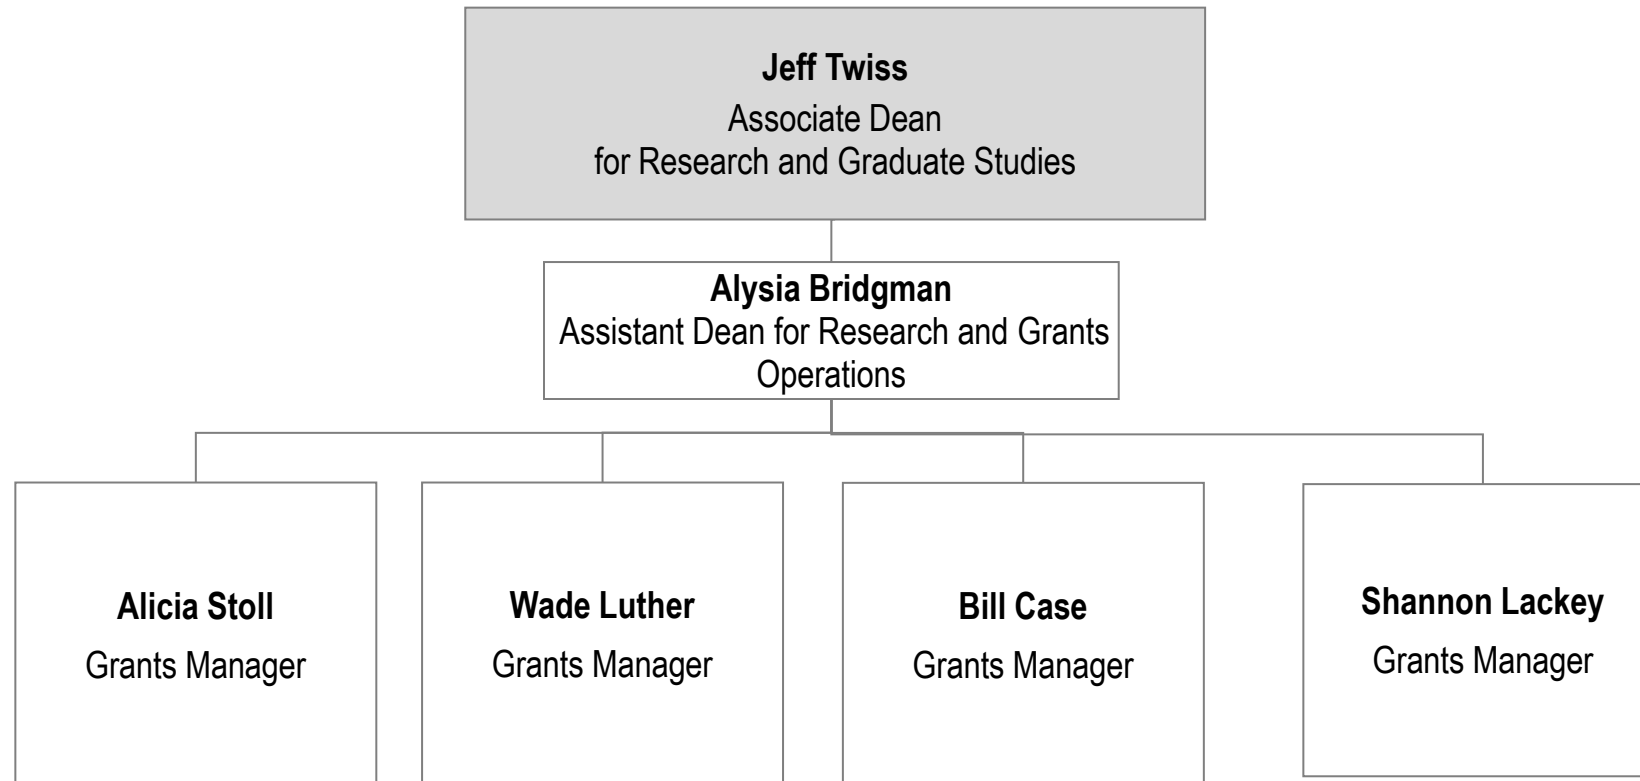 Jeff Twiss
Associate Dean
for Research and Graduate Studies
Alysia Bridgman
Assistant Dean for Research and Grants
Operations
Alicia Stoll
Grants Manager
Wade Luther
Grants Manager
Bill Case
Grants Manager
Shannon Lackey
Grants Manager